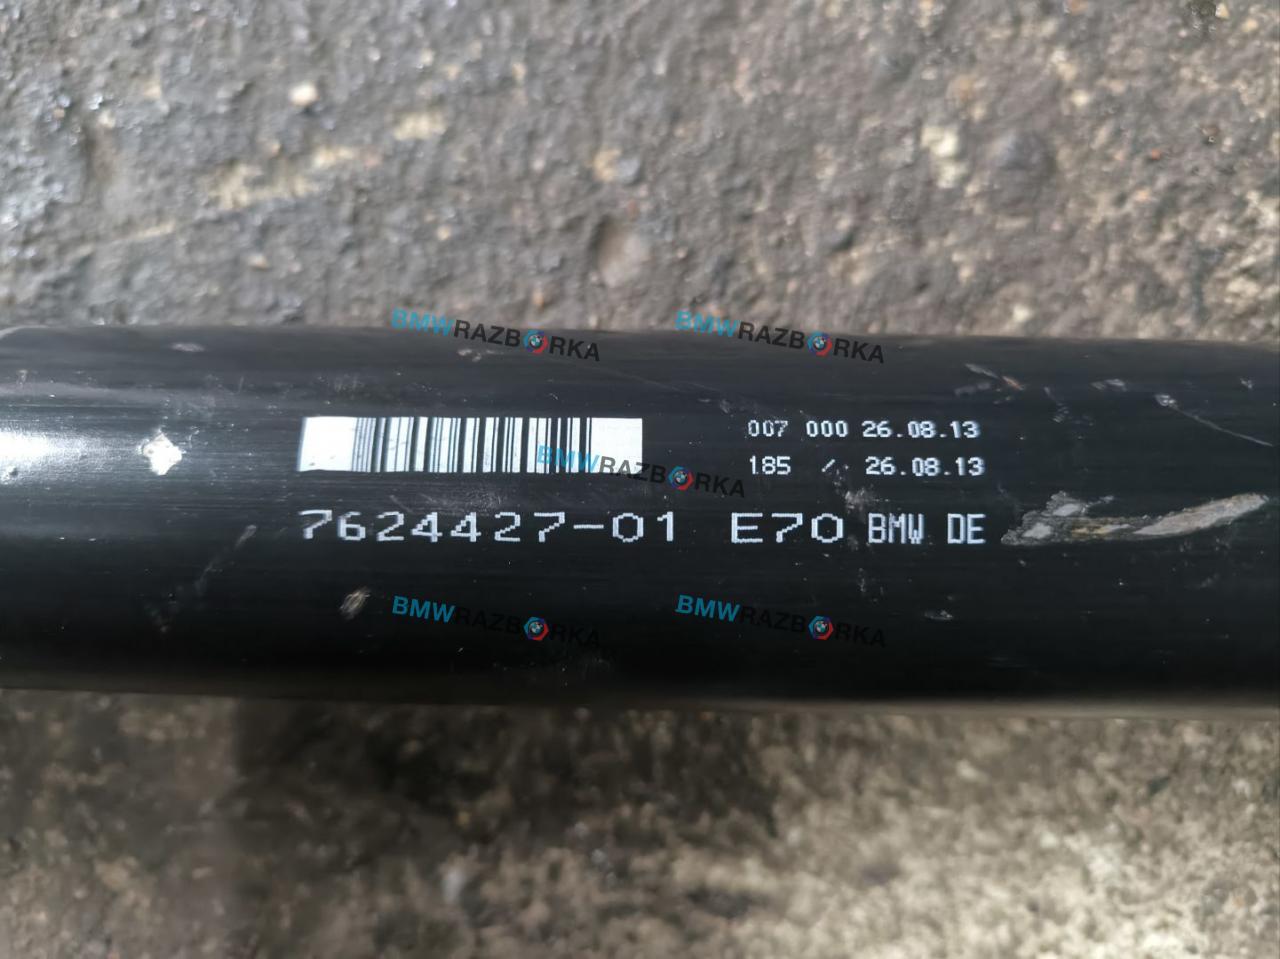 BMWRAZBORKA BMWRAZBORKA
007 000 26.08.13
BMWRAZBORKA
185 / 26.08.13
7624427-01 E70 BMW DE
BMWRAZBORKA BMWRAZBORKA